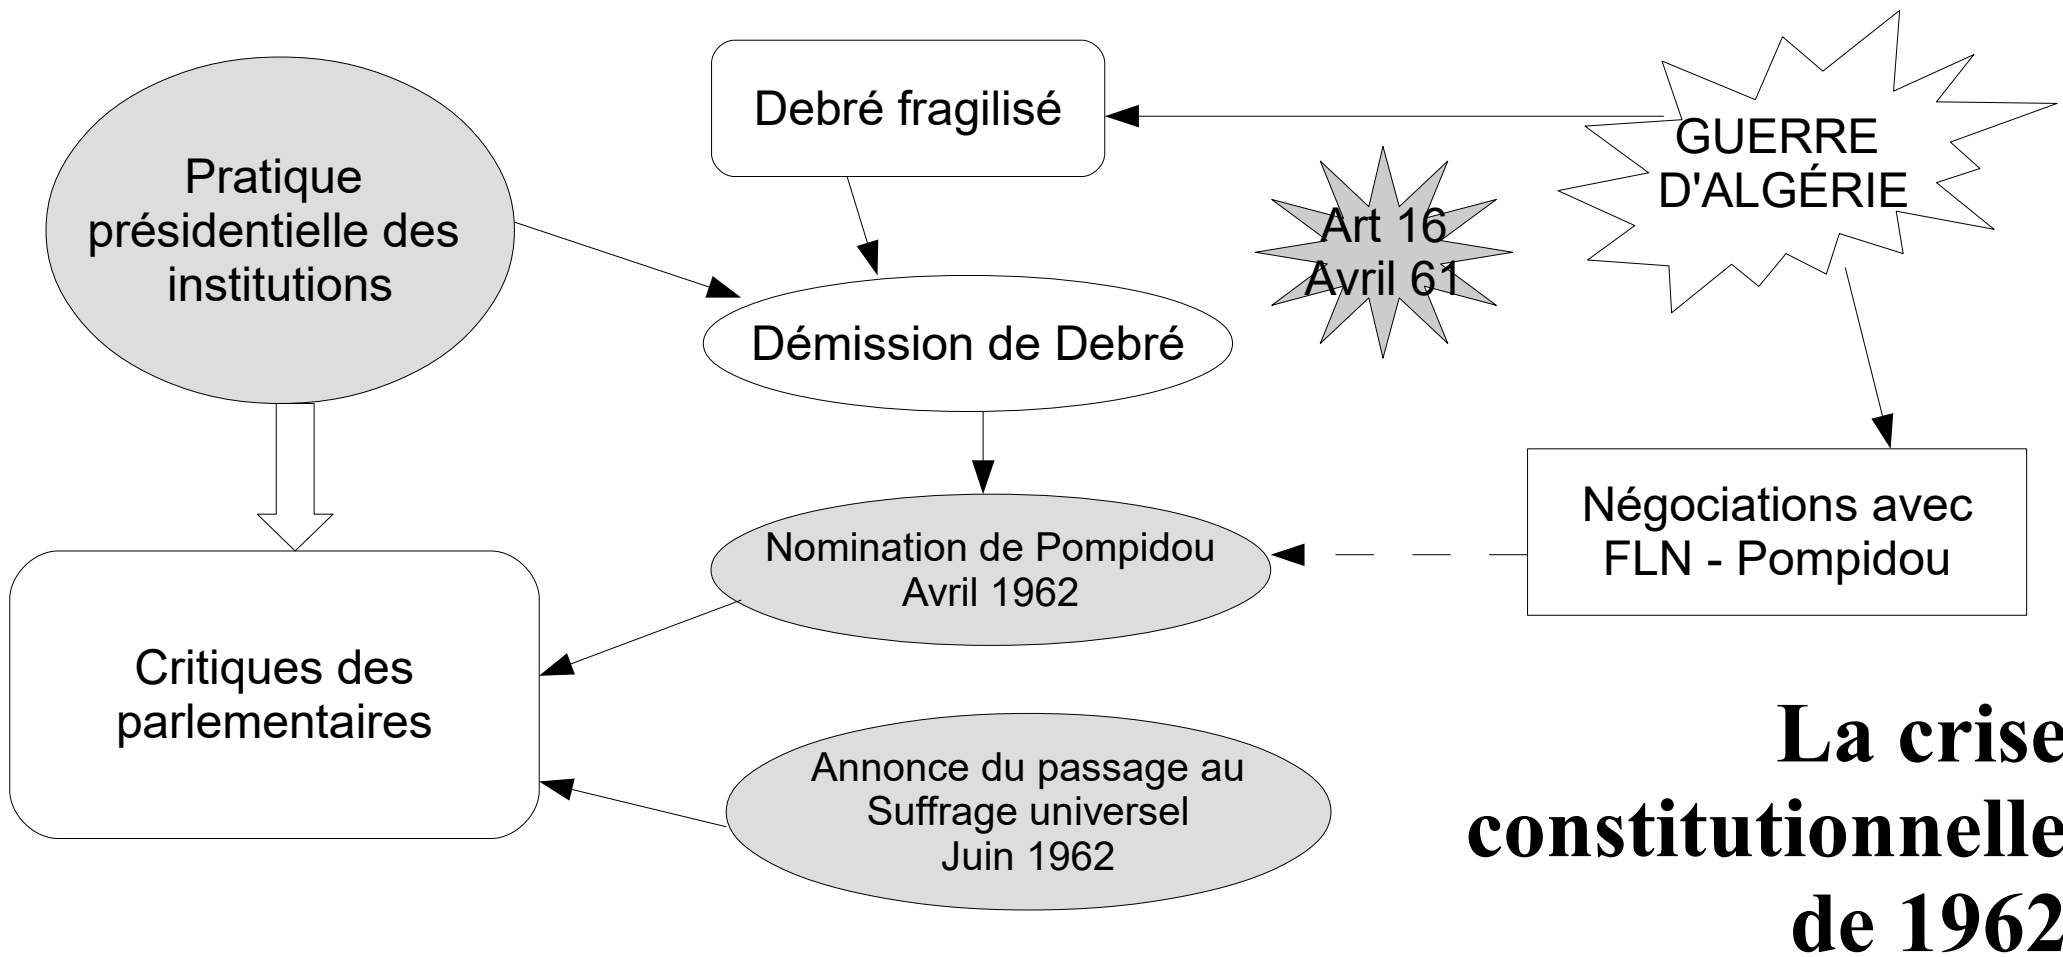 Debré fragilisé
GUERRE
D'ALGÉRIE
Pratique
présidentielle des
institutions
Art 16
Avril 61
Démission de Debré
Négociations avec
FLN - Pompidou
Nomination de Pompidou
Avril 1962
Critiques des
parlementaires
Annonce du passage au
Suffrage universel
Juin 1962
La crise
constitutionnelle
de 1962